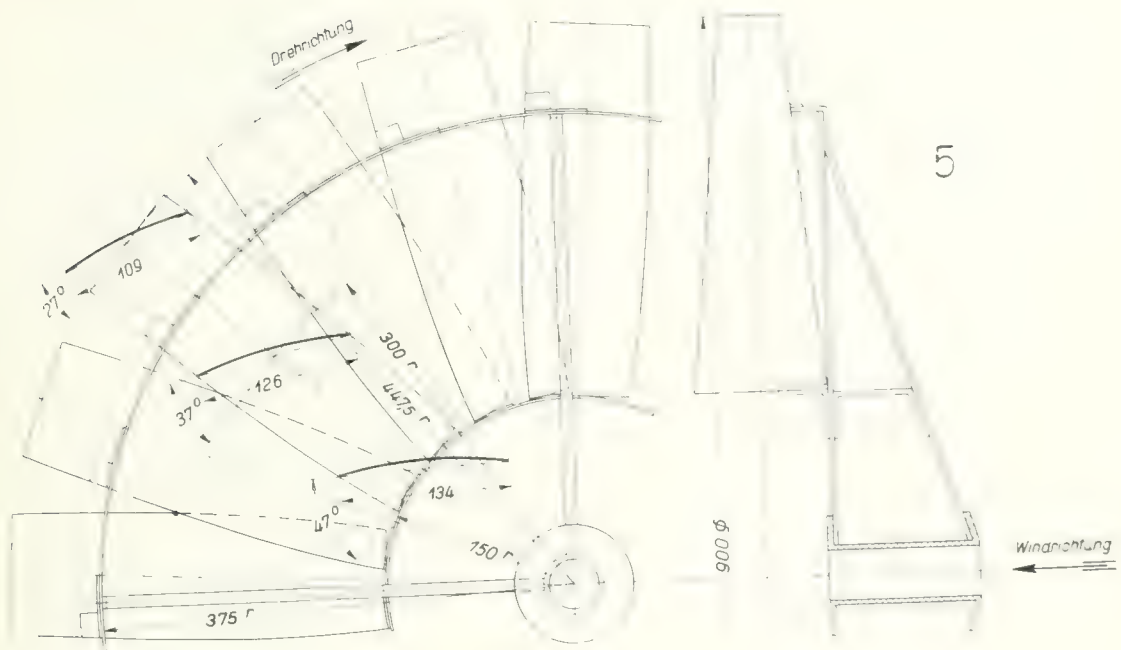 Drehrichtung
5
109
27°
300 r
126
447,5 r
37°
134
47°
150 r
900 φ
Windrichtung
375 r